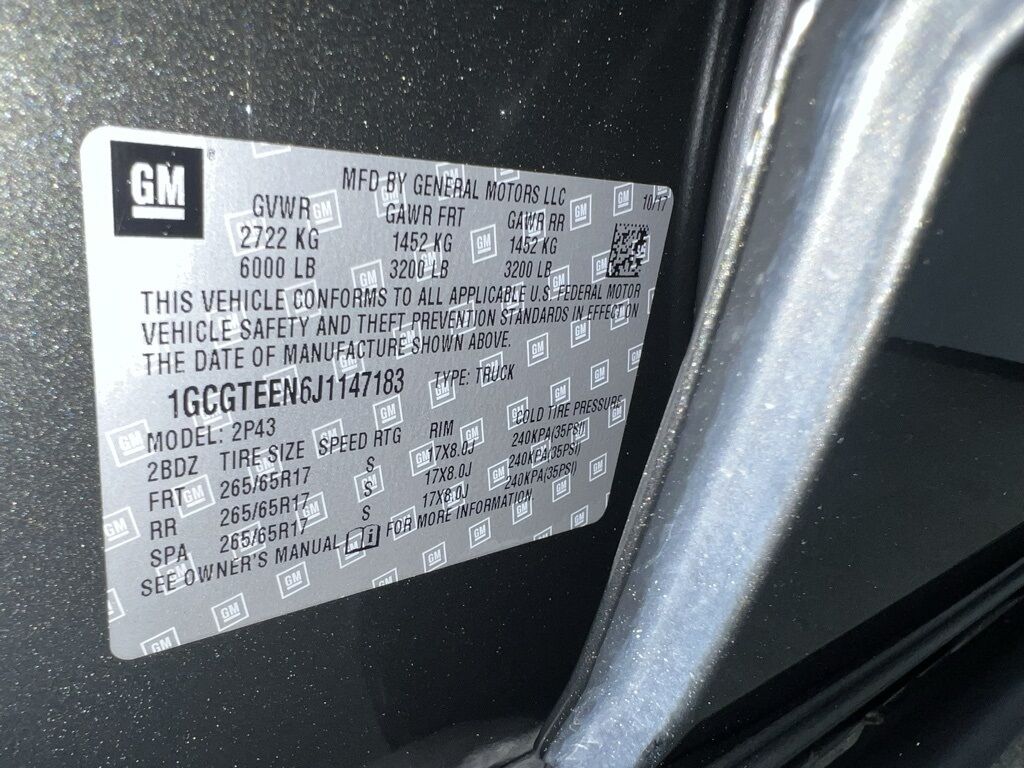 GM
MFD BY GENERAL MOTORS LLC
10/17
GVWR GAWR FRT GAWR RR
2722 KG 1452 KG 1452 KG
6000 LB 3200 LB 3200 LB
THIS VEHICLE CONFORMS TO ALL APPLICABLE U.S. FEDERAL MOTOR
VEHICLE SAFETY AND THEFT PREVENTION STANDARDS IN EFFECT ON
THE DATE OF MANUFACTURE SHOWN ABOVE.
1GCGTEEN6J1147183 TYPE: TRUCK
MODEL: 2P43
2BDZ TIRE SIZE SPEED RTG RIM COLD TIRE PRESSURE
FRT 265/65R17 S 17X8.0J 240KPA(35PSI)
RR 265/65R17 S 17X8.0J 240KPA(35PSI)
SPA 265/65R17 S 17X8.0J 240KPA(35PSI)
SEE OWNER'S MANUAL FOR MORE INFORMATION.